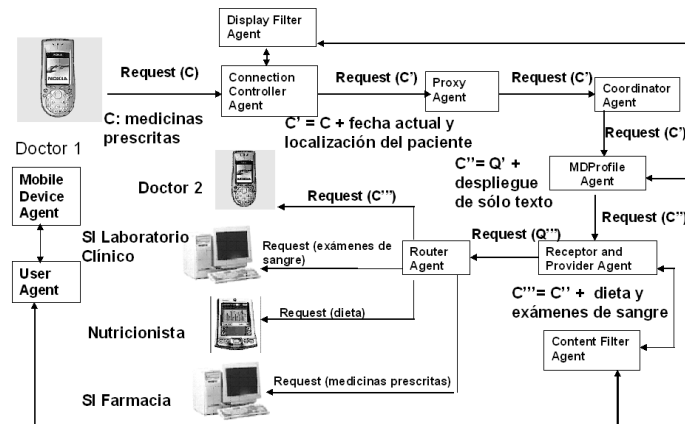 Display Filter
Agent
Request (C)
Connection
Controller
Agent
Request (C’)
Proxy
Agent
Request (C’)
Coordinator
Agent
C: medicinas
prescritas
C’ = C + fecha actual y
localización del paciente
Request (C’)
Doctor 1
Mobile
Device
Agent
User
Agent
Doctor 2
Request (C’’’)
C’’= Q’ +
despliegue
de sólo texto
MDProfile
Agent
Request (C’’)
SI Laboratorio
Clínico
Request (exámenes de
sangre)
Router
Agent
Request (Q’’’)
Receptor and
Provider Agent
C’’’= C’’ + dieta y
exámenes de sangre
Nutricionista
Request (dieta)
Content Filter
Agent
SI Farmacia
Request (medicinas prescritas)